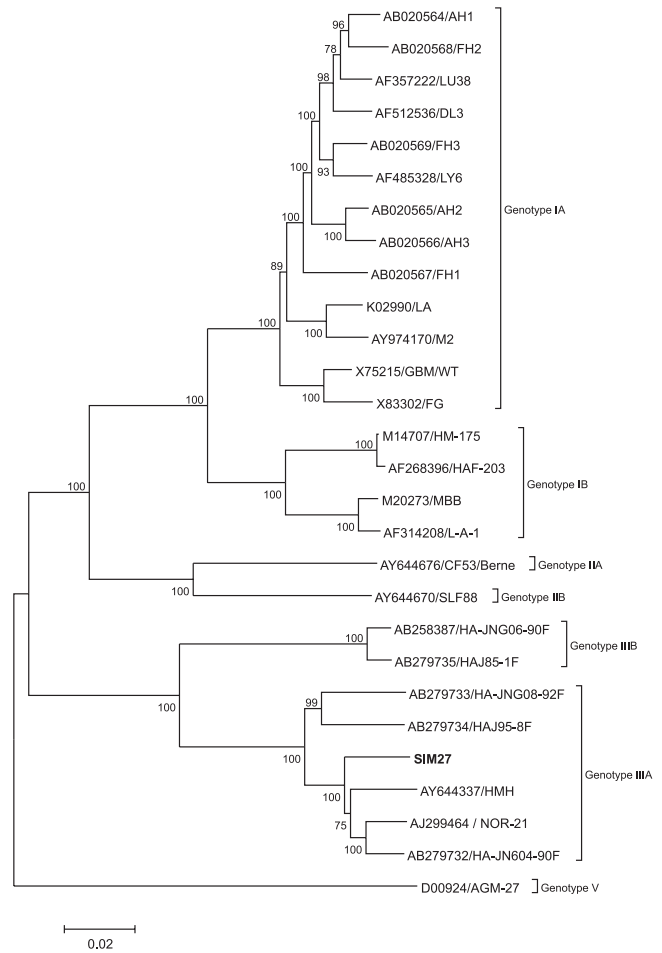 AB020564/AH1
96
AB020568/FH2
78
AF357222/LU38
98
AF512536/DL3
100
AB020569/FH3
93
AF485328/LY6
100
AB020565/AH2
Genotype IA
100
AB020566/AH3
100
AB020567/FH1
89
K02990/LA
100
AY974170/M2
100
X75215/GBM/WT
100
X83302/FG
100
M14707/HM-175
100
AF268396/HAF-203
Genotype IB
100
M20273/MBB
100
AF314208/L-A-1
100
AY644676/CF53/Berne
Genotype IIA
100
AY644670/SLF88
Genotype IIB
AB258387/HA-JNG06-90F
100
Genotype IIIB
AB279735/HAJ85-1F
100
AB279733/HA-JNG08-92F
99
AB279734/HAJ95-8F
100
SIM27
Genotype IIIA
100
AY644337/HMH
75
AJ299464 / NOR-21
100
AB279732/HA-JN604-90F
D00924/AGM-27
Genotype V
0.02